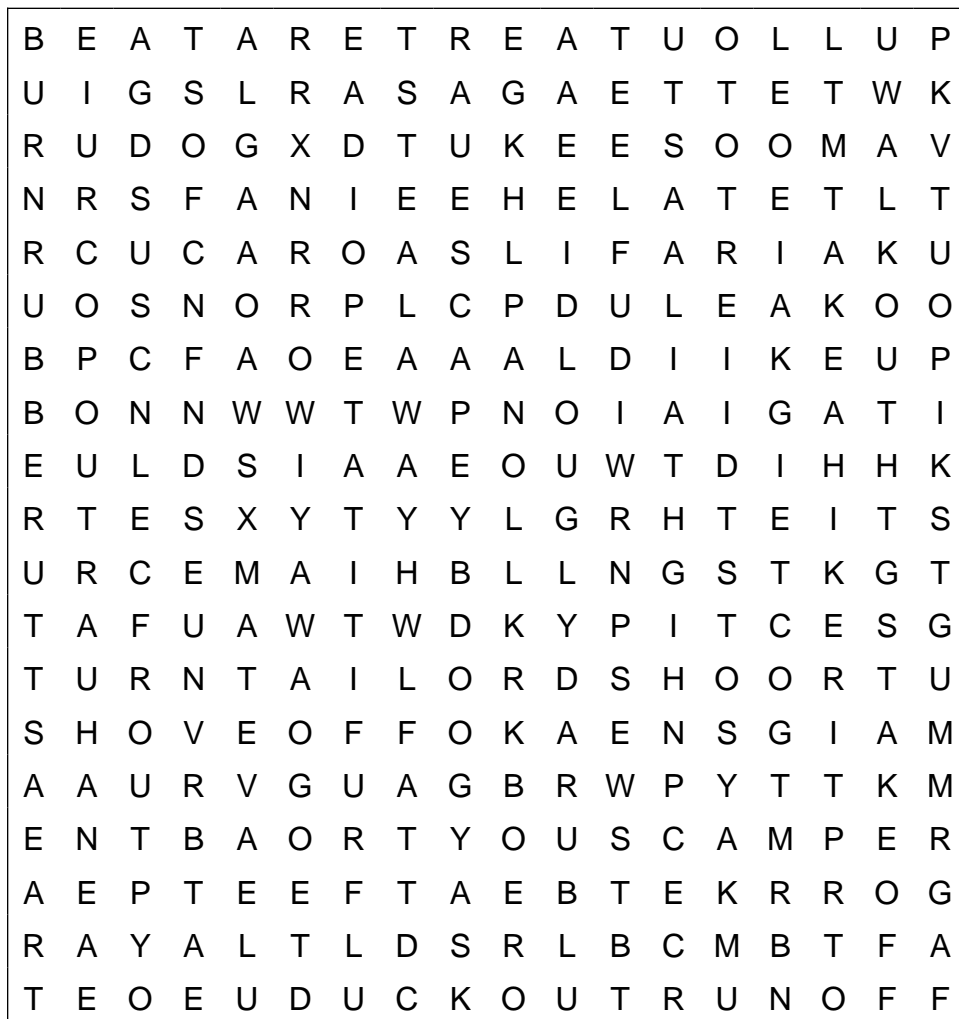 B E A T A R E T R E A T U O L L U P
U I G S L R A S A G A E T T E T W K
R U D O G X D T U K E E S O O M A V
N R S F A N I E E H E L A T E T L T
R C U C A R O A S L I F A R I A K U
U O S N O R P L C P D U L E A K O O
B P C F A O E A A A L D I I K E U P
B O N N W W T W P N O I A I G A T I
E U L D S I A A E O U W T D I H H K
R T E S X Y T Y Y L G R H T E I T S
U R C E M A I H B L L N G S T K G T
T A F U A W T W D K Y P I T C E S G
T U R N T A I L O R D S H O O R T U
S H O V E O F F O K A E N S G I A M
A A U R V G U A G B R W P Y T T K M
E N T B A O R T Y O U S C A M P E R
A E P T E E F T A E B T E K R R O G
R A Y A L T L D S R L B C M B T F A
T E O E U D U C K O U T R U N O F F